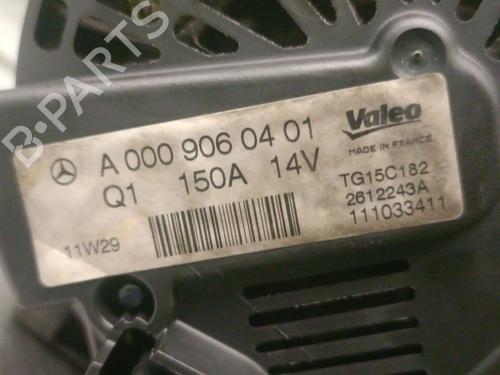 B-PARTS
A 000 906 04 01
Q1 150A 14V
11W29
Valeo
MADE IN FRANCE
TG15C182
2612243A
111033411